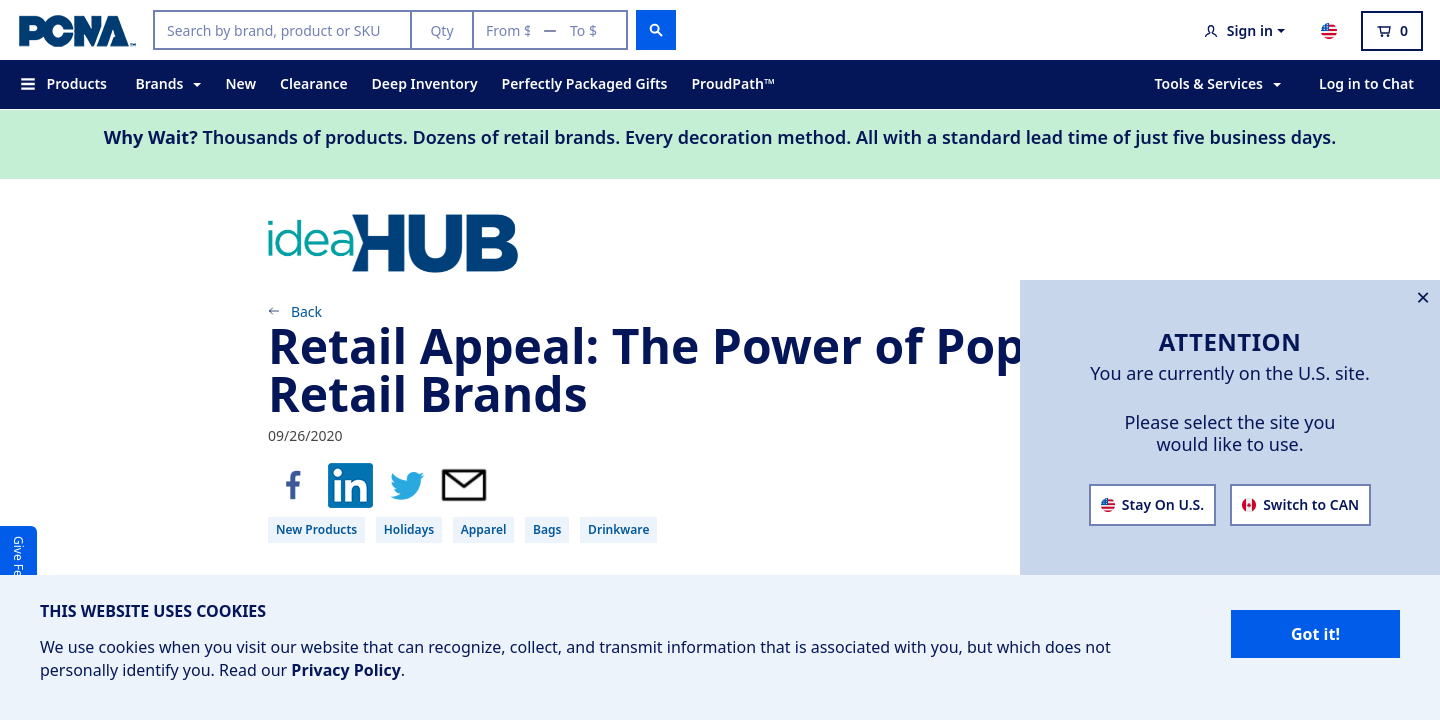 PCNA
Search by brand, product or SKU
Qty
From $ — To $
Sign in
0
Products
Brands
New
Clearance
Deep Inventory
Perfectly Packaged Gifts
ProudPath™
Tools & Services
Log in to Chat
Why Wait? Thousands of products. Dozens of retail brands. Every decoration method. All with a standard lead time of just five business days.
ideaHUB
Back
Retail Appeal: The Power of Pop
Retail Brands
09/26/2020
New Products
Holidays
Apparel
Bags
Drinkware
ATTENTION
You are currently on the U.S. site.
Please select the site you
would like to use.
Stay On U.S.
Switch to CAN
Give
THIS WEBSITE USES COOKIES
We use cookies when you visit our website that can recognize, collect, and transmit information that is associated with you, but which does not
personally identify you. Read our Privacy Policy.
Got it!